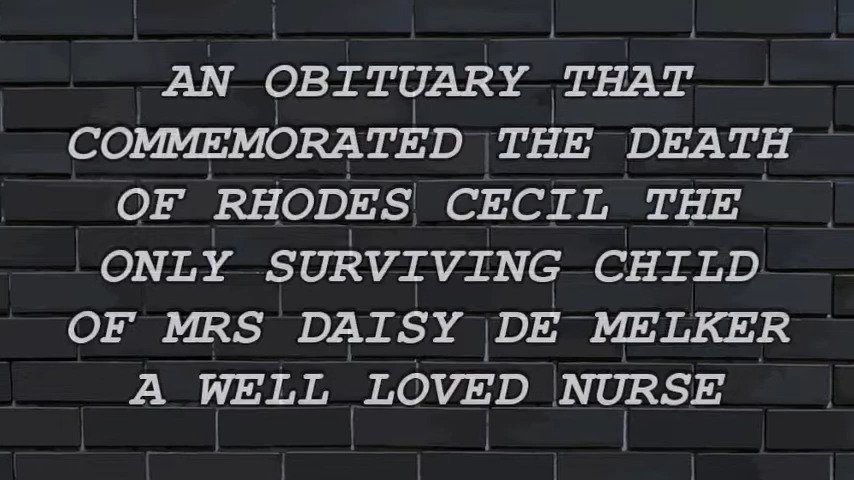 AN OBITUARY THAT
COMMEMORATED THE DEATH
OF RHODES CECIL THE
ONLY SURVIVING CHILD
OF MRS DAISY DE MELKER
A WELL LOVED NURSE